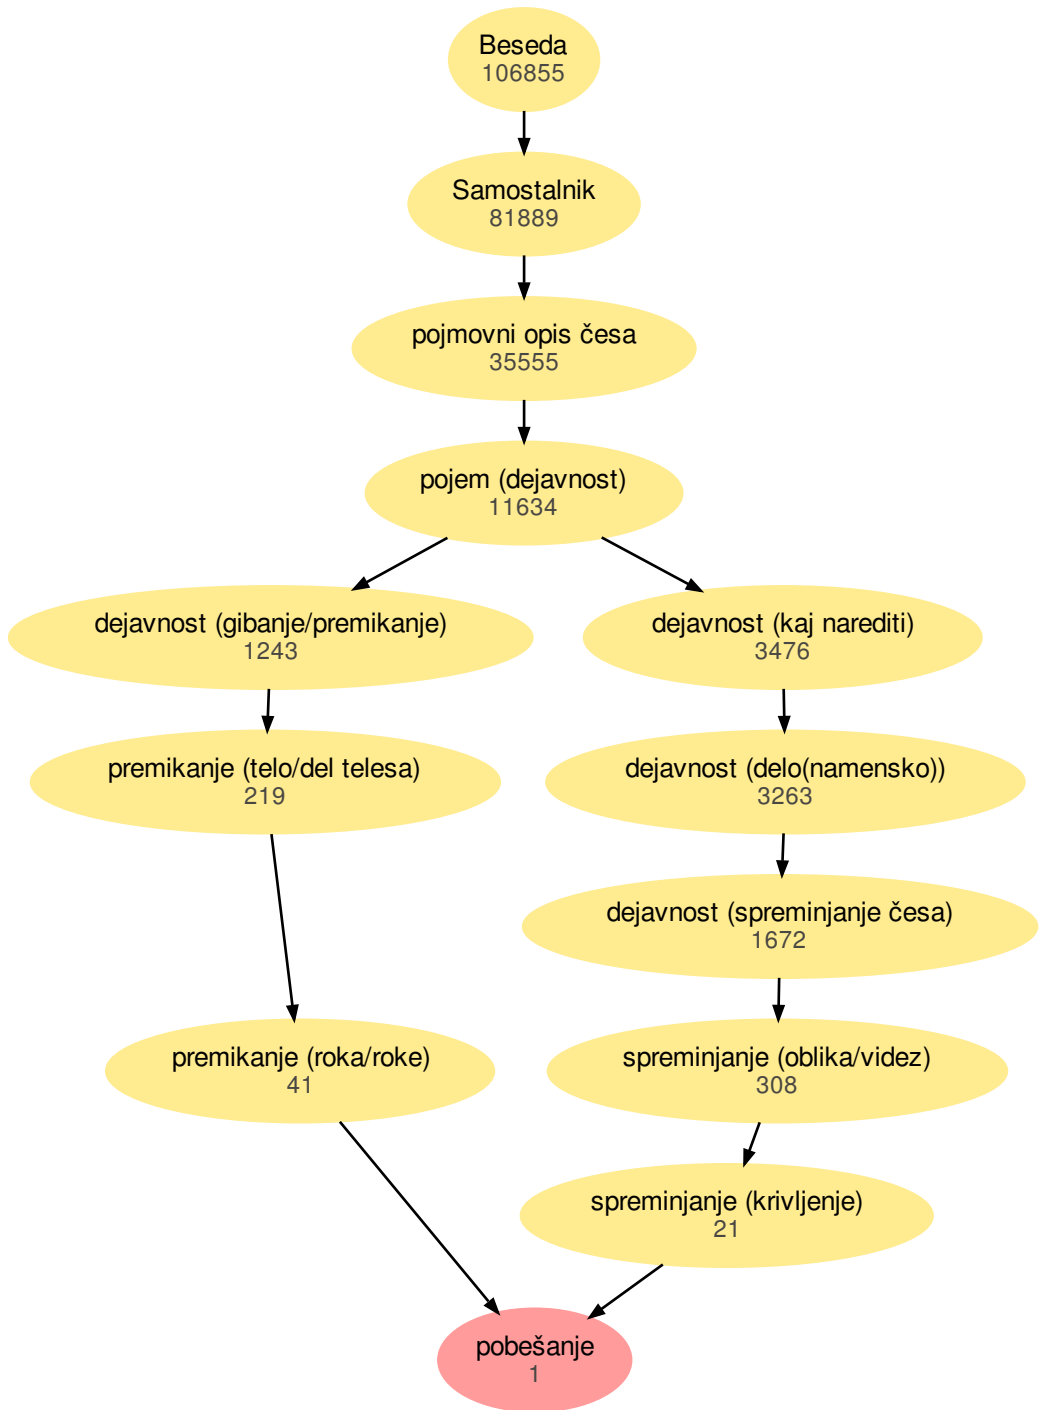 Beseda
106855
Samostalnik
81889
pojmovni opis česa
35555
pojem (dejavnost)
11634
dejavnost (gibanje/premikanje)
1243
dejavnost (kaj narediti)
3476
premikanje (telo/del telesa)
219
dejavnost (delo(namensko))
3263
dejavnost (spreminjanje česa)
1672
premikanje (roka/roke)
41
spreminjanje (oblika/videz)
308
spreminjanje (krivljenje)
21
pobešanje
1